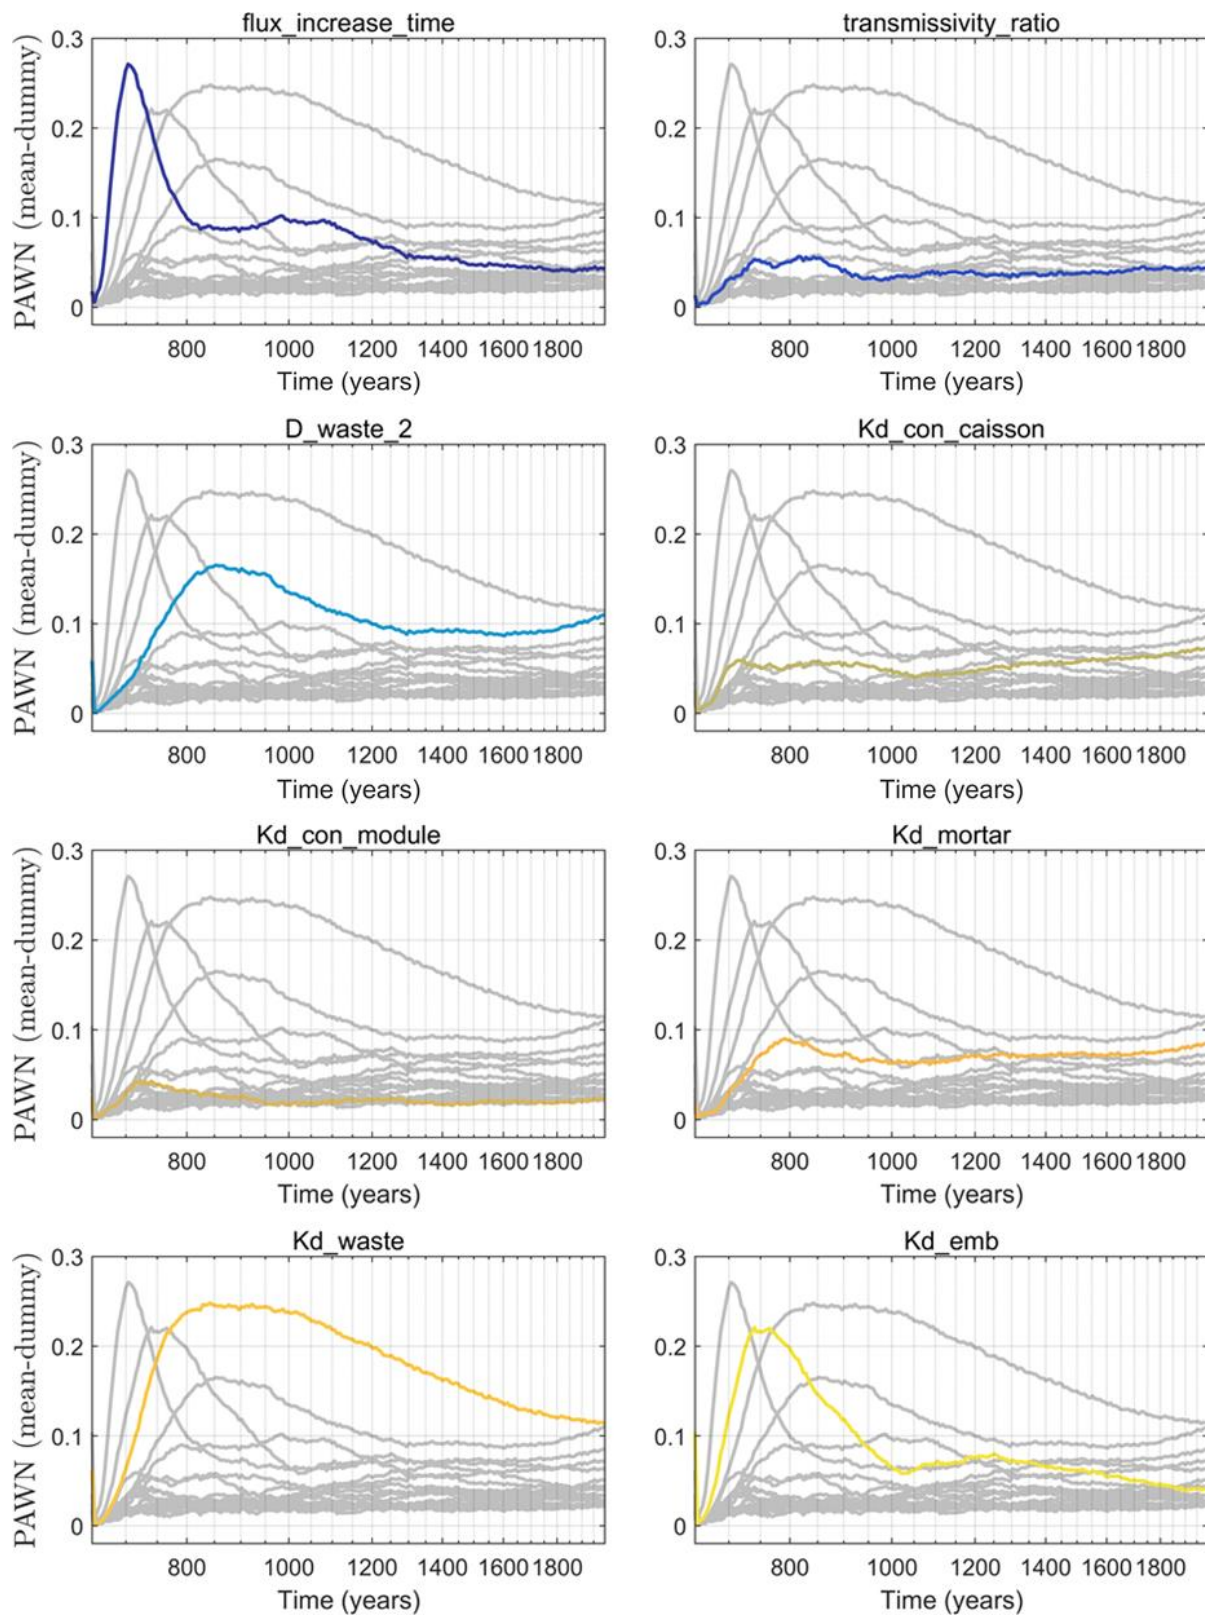 flux_increase_time
transmissivity_ratio
PAWN (mean-dummy)
0.3
0.2
0.1
0
800 1000 1200 1400 1600 1800
Time (years)
0.3
0.2
0.1
0
800 1000 1200 1400 1600 1800
Time (years)
D_waste_2
Kd_con_caisson
PAWN (mean-dummy)
0.3
0.2
0.1
0
800 1000 1200 1400 1600 1800
Time (years)
0.3
0.2
0.1
0
800 1000 1200 1400 1600 1800
Time (years)
Kd_con_module
Kd_mortar
PAWN (mean-dummy)
0.3
0.2
0.1
0
800 1000 1200 1400 1600 1800
Time (years)
0.3
0.2
0.1
0
800 1000 1200 1400 1600 1800
Time (years)
Kd_waste
Kd_emb
PAWN (mean-dummy)
0.3
0.2
0.1
0
800 1000 1200 1400 1600 1800
Time (years)
0.3
0.2
0.1
0
800 1000 1200 1400 1600 1800
Time (years)